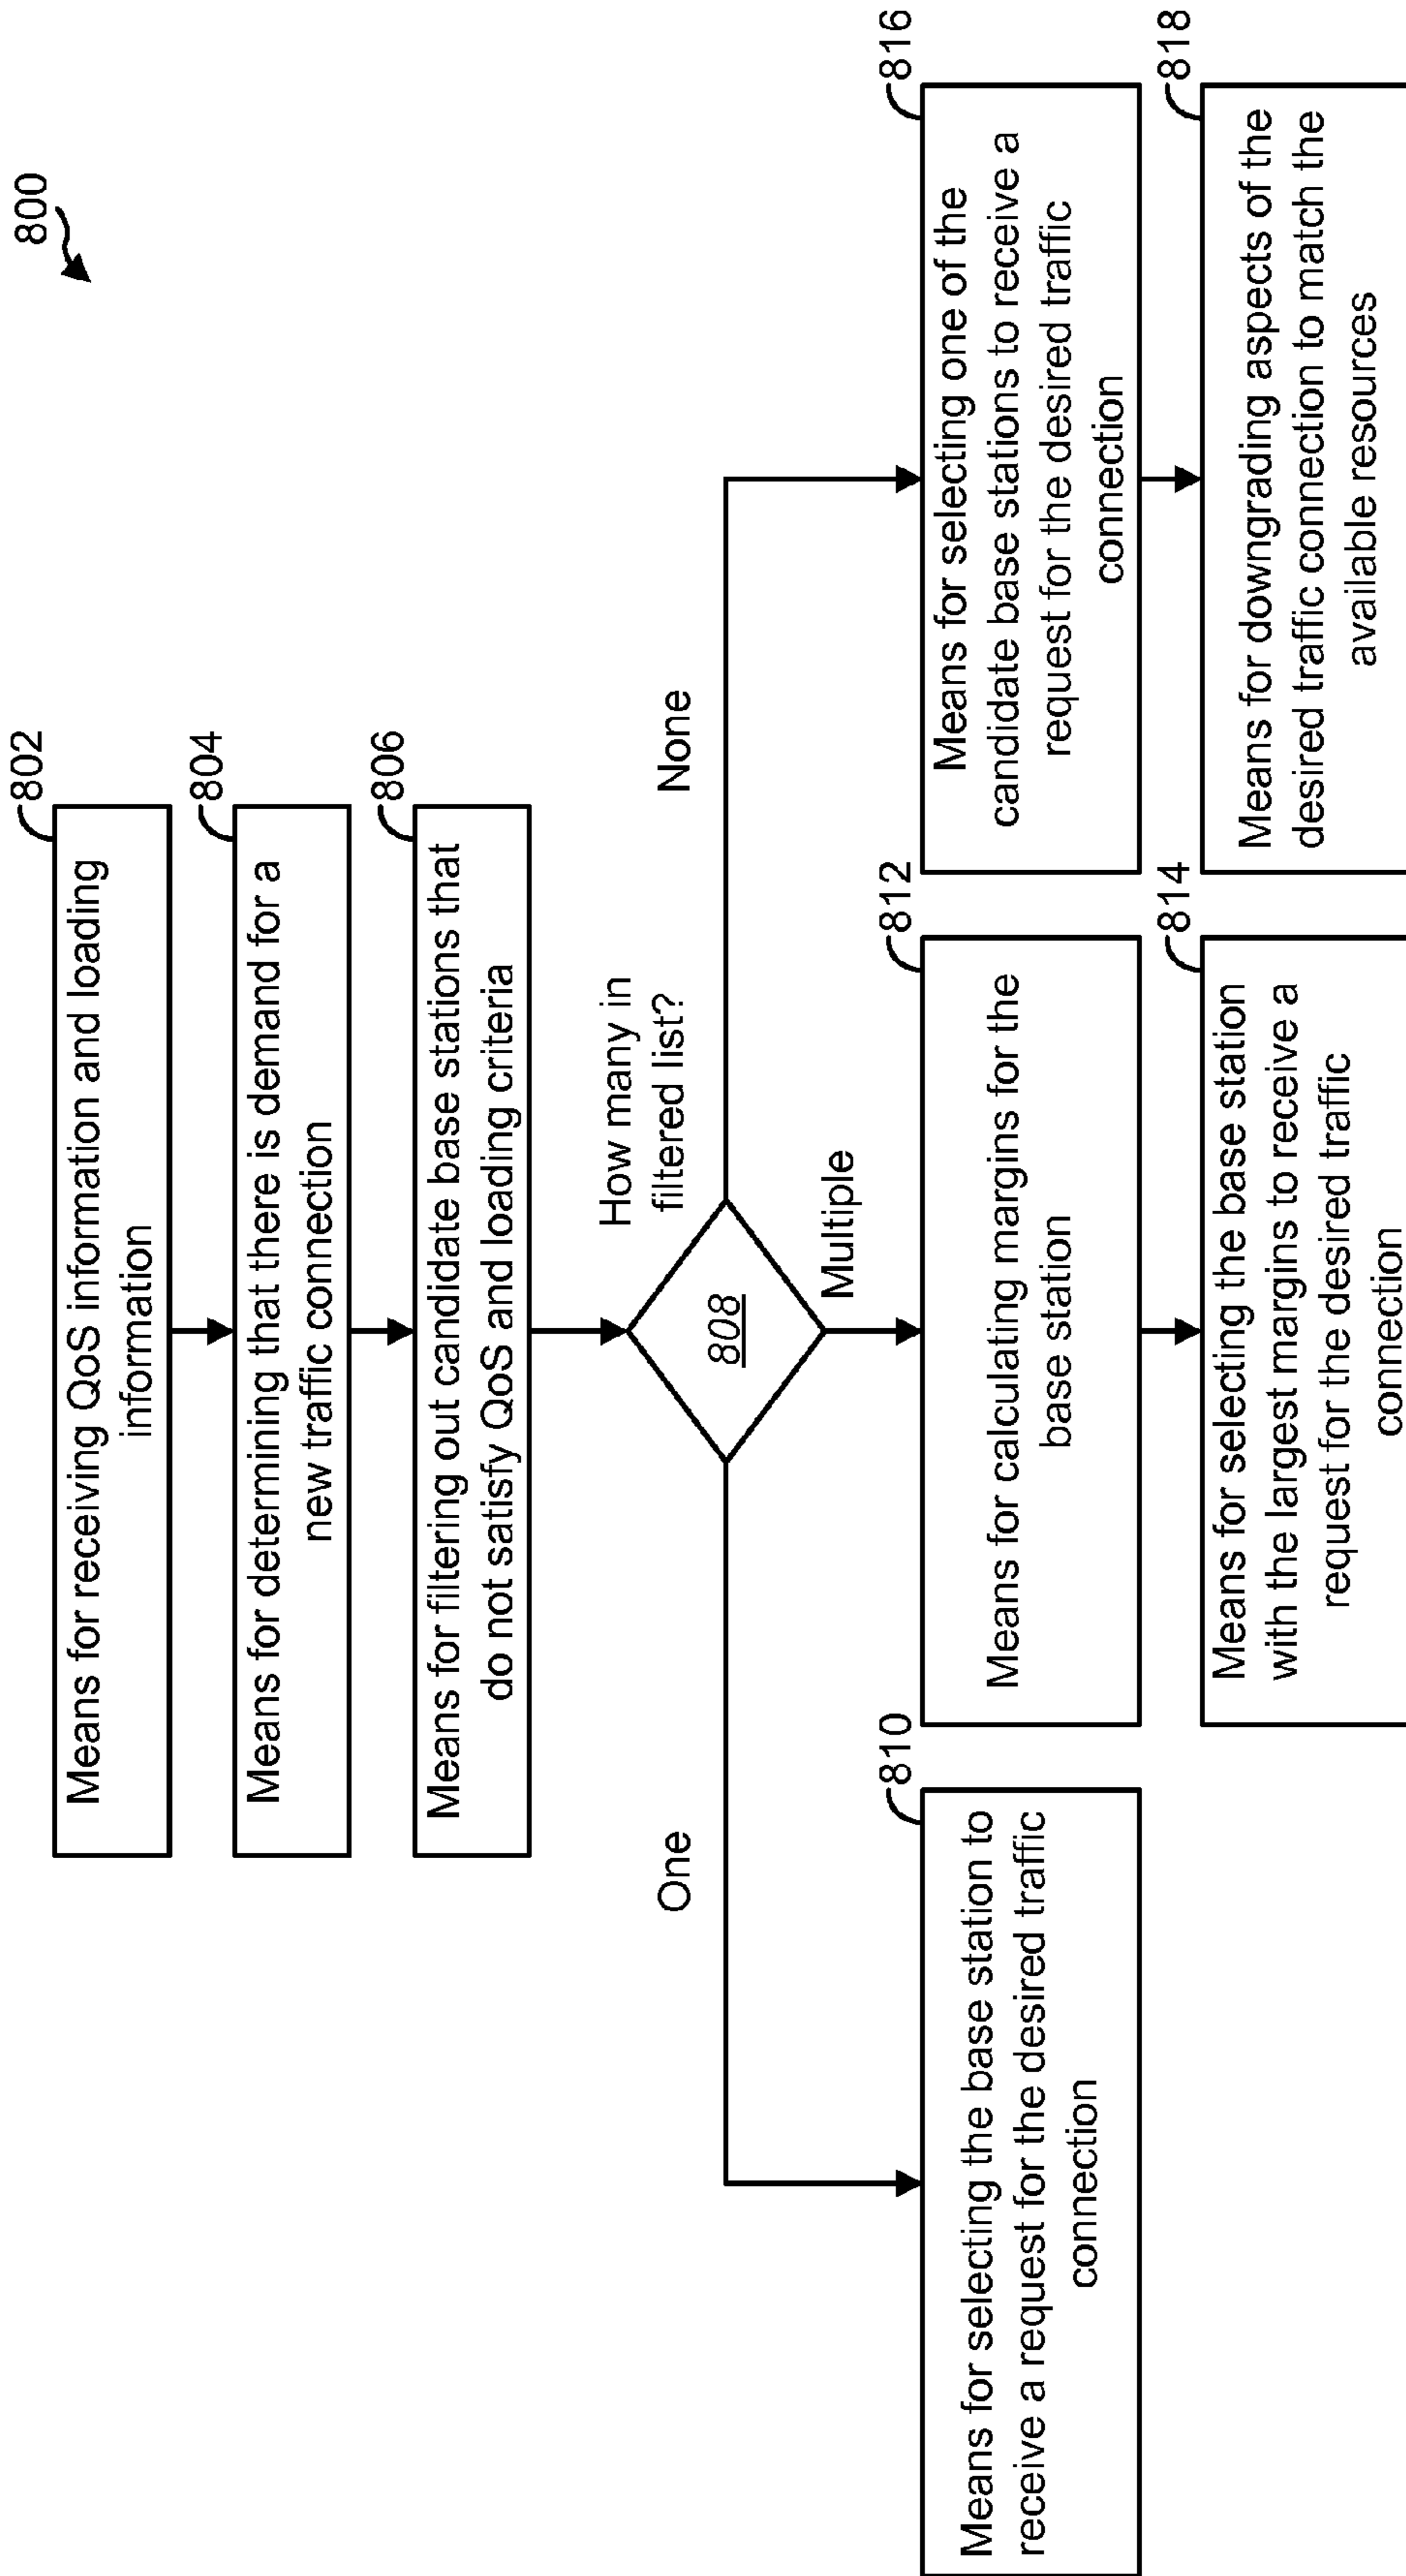 800
802
Means for receiving QoS information and loading
information
804
Means for determining that there is demand for a
new traffic connection
806
Means for filtering out candidate base stations that
do not satisfy QoS and loading criteria
How many in
filtered list?
808
One
Multiple
None
810
Means for selecting the base station to
receive a request for the desired traffic
connection
812
Means for calculating margins for the
base station
814
Means for selecting the base station
with the largest margins to receive a
request for the desired traffic
connection
816
Means for selecting one of the
candidate base stations to receive a
request for the desired traffic
connection
818
Means for downgrading aspects of the
desired traffic connection to match the
available resources